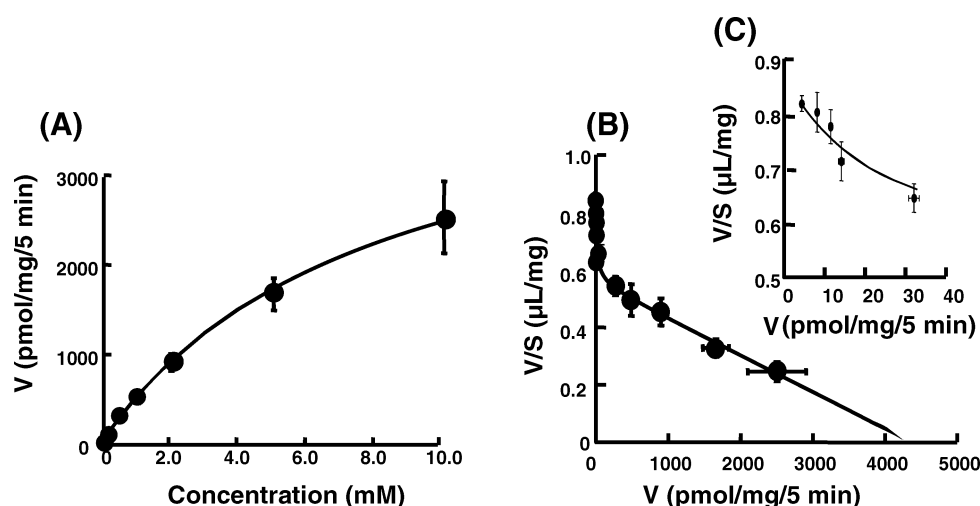 (A)
V (pmol/mg/5 min)
3000
2000
1000
0
0 2.0 4.0 6.0 8.0 10.0
Concentration (mM)
(B)
V/S (µL/mg)
1.0
0.8
0.6
0.4
0.2
0
0 1000 2000 3000 4000 5000
V (pmol/mg/5 min)
(C)
V/S (µL/mg)
0.9
0.8
0.7
0.6
0.5
0 10 20 30 40
V (pmol/mg/5 min)